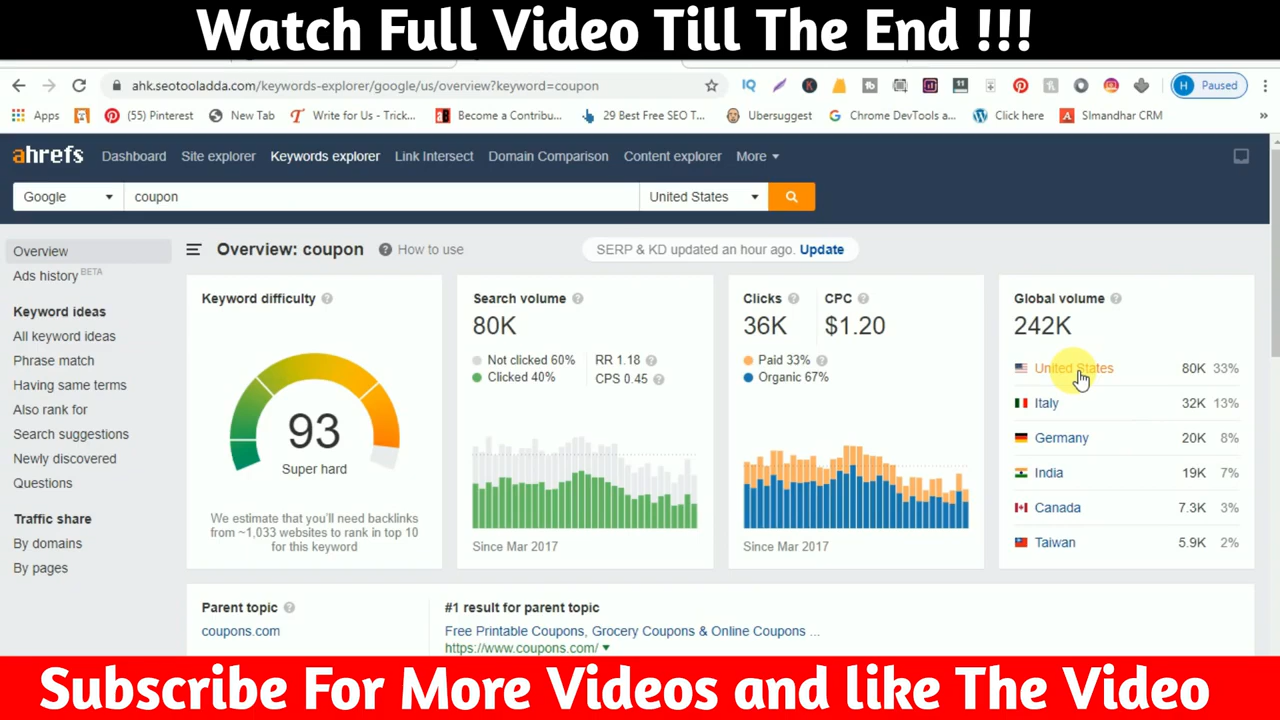 Watch Full Video Till The End !!!
ahk.seotooladda.com/keywords-explorer/google/us/overview?keyword=coupon
Paused
Apps (55) Pinterest New Tab Write for Us - Trick... Become a Contribu... 29 Best Free SEO T... Ubersuggest Chrome DevTools a... Click here SImandhar CRM »
ahrefs Dashboard Site explorer Keywords explorer Link Intersect Domain Comparison Content explorer More
Google coupon United States
Overview
Ads history BETA
Keyword ideas
All keyword ideas
Phrase match
Having same terms
Also rank for
Search suggestions
Newly discovered
Questions
Traffic share
By domains
By pages
Overview: coupon ? How to use
SERP & KD updated an hour ago. Update
Keyword difficulty ?
93
Super hard
We estimate that you'll need backlinks
from ~1,033 websites to rank in top 10
for this keyword
Search volume ?
80K
Not clicked 60% RR 1.18 ?
Clicked 40% CPS 0.45 ?
Since Mar 2017
Clicks ? CPC ?
36K $1.20
Paid 33% ?
Organic 67%
Since Mar 2017
Global volume ?
242K
United States 80K 33%
Italy 32K 13%
Germany 20K 8%
India 19K 7%
Canada 7.3K 3%
Taiwan 5.9K 2%
Parent topic ?
coupons.com
#1 result for parent topic
Free Printable Coupons, Grocery Coupons & Online Coupons ...
https://www.coupons.com/
Subscribe For More Videos and like The Video